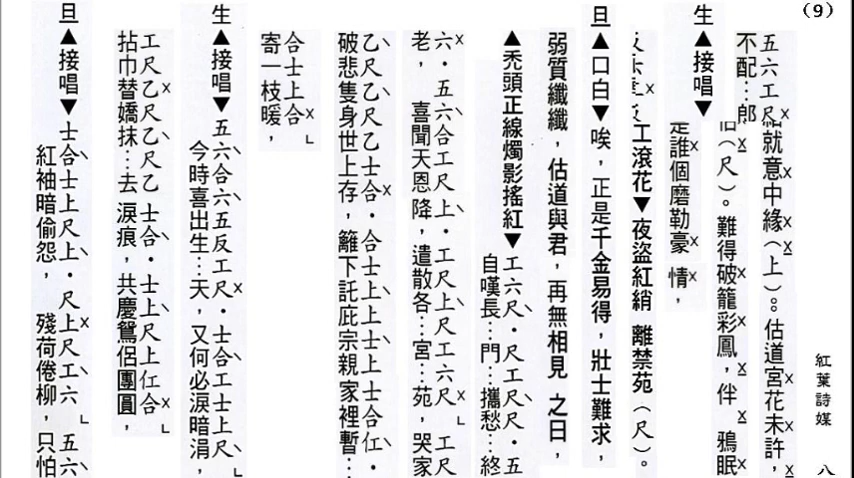 (9)
紅葉詩媒 八
五六工尺
不配…郎就意中緣(上)。估道宮花未許,
(尺)。難得破籠彩鳳,伴 鴉眠
生▲接唱▼
是誰個磨勒豪 情,
工滾花▼夜盜紅綃 離禁苑(尺)。
旦▲口白▼唉,正是千金易得,壯士難求,
弱質纖纖,估道與君,再無相見 之日,
▲禿頭正線燭影搖紅▼
工六尺·尺工尺尺·五
自嘆長…門…攜愁…終
六·五六合工尺上·工尺上尺工六尺 工尺
老, 喜聞天恩降,遣散各…宮…苑,哭家
乙尺乙尺乙士合·合士上上士上士合仁·
破悲隻身世上存,籬下託庇宗親家裡暫…
合士上合
寄一枝暖,
生▲接唱▼
五六合六五反工尺·士合工士上尺
今時喜出生…天,又何必淚暗涓,
工尺乙尺乙尺乙 士合·士上尺上仜合
拈巾替嬌抹…去 淚痕,共慶鴛侶團圓,
旦▲接唱▼
士合士上尺上·尺上尺工六 五六
紅袖暗偷怨, 殘荷倦柳,只怕